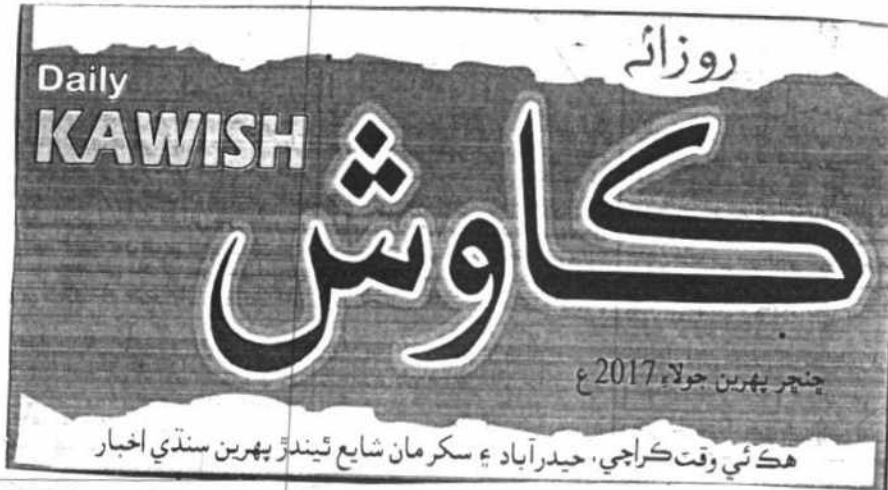 روزانہ
Daily
KAWISH
ڪاوش
ڇنڇر پهرين جولاءِ 2017ع
هڪ ئي وقت ڪراچي، حيدرآباد ۽ سکر مان شايع ٿيندڙ پهرين سنڌي اخبار